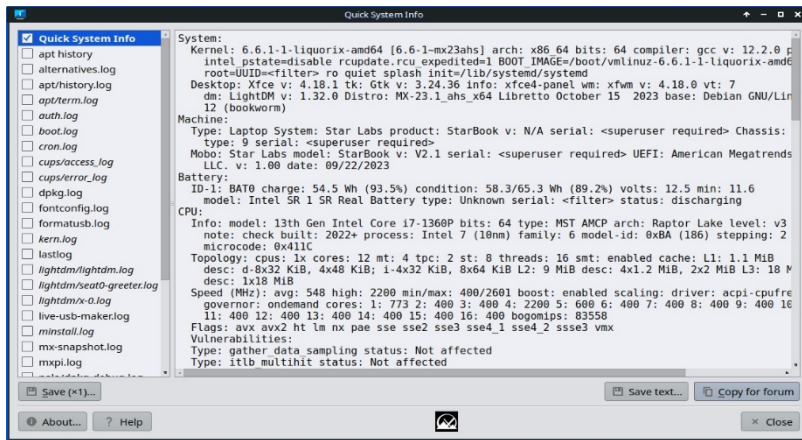 Quick System Info
Quick System Info
apt history
alternatives.log
apt/history.log
apt/term.log
auth.log
boot.log
cron.log
cups/access_log
cups/error_log
dpkg.log
fontconfig.log
formatusb.log
kern.log
lastlog
lightdm/lightdm.log
lightdm/seat0-greeter.log
lightdm/x-0.log
live-usb-maker.log
minstall.log
mx-snapshot.log
mxpi.log
System:
Kernel: 6.6.1-1-liquorix-amd64 [6.6-1~mx23ahs] arch: x86_64 bits: 64 compiler: gcc v: 12.2.0 p
intel_pstate=disable rcupdate.rcu_expedited=1 BOOT_IMAGE=/boot/vmlinuz-6.6.1-1-liquorix-amd6
root=UUID=<filter> ro quiet splash init=/lib/systemd/systemd
Desktop: Xfce v: 4.18.1 tk: Gtk v: 3.24.36 info: xfce4-panel wm: xfwm v: 4.18.0 vt: 7
dm: LightDM v: 1.32.0 Distro: MX-23.1_ahs_x64 Libretto October 15 2023 base: Debian GNU/Lin
12 (bookworm)
Machine:
Type: Laptop System: Star Labs product: StarBook v: N/A serial: <superuser required> Chassis:
type: 9 serial: <superuser required>
Mobo: Star Labs model: StarBook v: V2.1 serial: <superuser required> UEFI: American Megatrends
LLC. v: 1.00 date: 09/22/2023
Battery:
ID-1: BAT0 charge: 54.5 Wh (93.5%) condition: 58.3/65.3 Wh (89.2%) volts: 12.5 min: 11.6
model: Intel SR 1 SR Real Battery type: Unknown serial: <filter> status: discharging
CPU:
Info: model: 13th Gen Intel Core i7-1360P bits: 64 type: MST AMCP arch: Raptor Lake level: v3
note: check built: 2022+ process: Intel 7 (10nm) family: 6 model-id: 0xBA (186) stepping: 2
microcode: 0x411C
Topology: cpus: 1x cores: 12 mt: 4 tpc: 2 st: 8 threads: 16 smt: enabled cache: L1: 1.1 MiB
desc: d-8x32 KiB, 4x48 KiB; i-4x32 KiB, 8x64 KiB L2: 9 MiB desc: 4x1.2 MiB, 2x2 MiB L3: 18 M
desc: 1x18 MiB
Speed (MHz): avg: 548 high: 2200 min/max: 400/2601 boost: enabled scaling: driver: acpi-cpufre
governor: ondemand cores: 1: 773 2: 400 3: 400 4: 2200 5: 600 6: 400 7: 400 8: 400 9: 400 10
11: 400 12: 400 13: 400 14: 400 15: 400 16: 400 bogomips: 83558
Flags: avx avx2 ht lm nx pae sse sse2 sse3 sse4_1 sse4_2 ssse3 vmx
Vulnerabilities:
Type: gather_data_sampling status: Not affected
Type: itlb_multihit status: Not affected
Save (×1)...
Save text...
Copy for forum
About...
? Help
Close